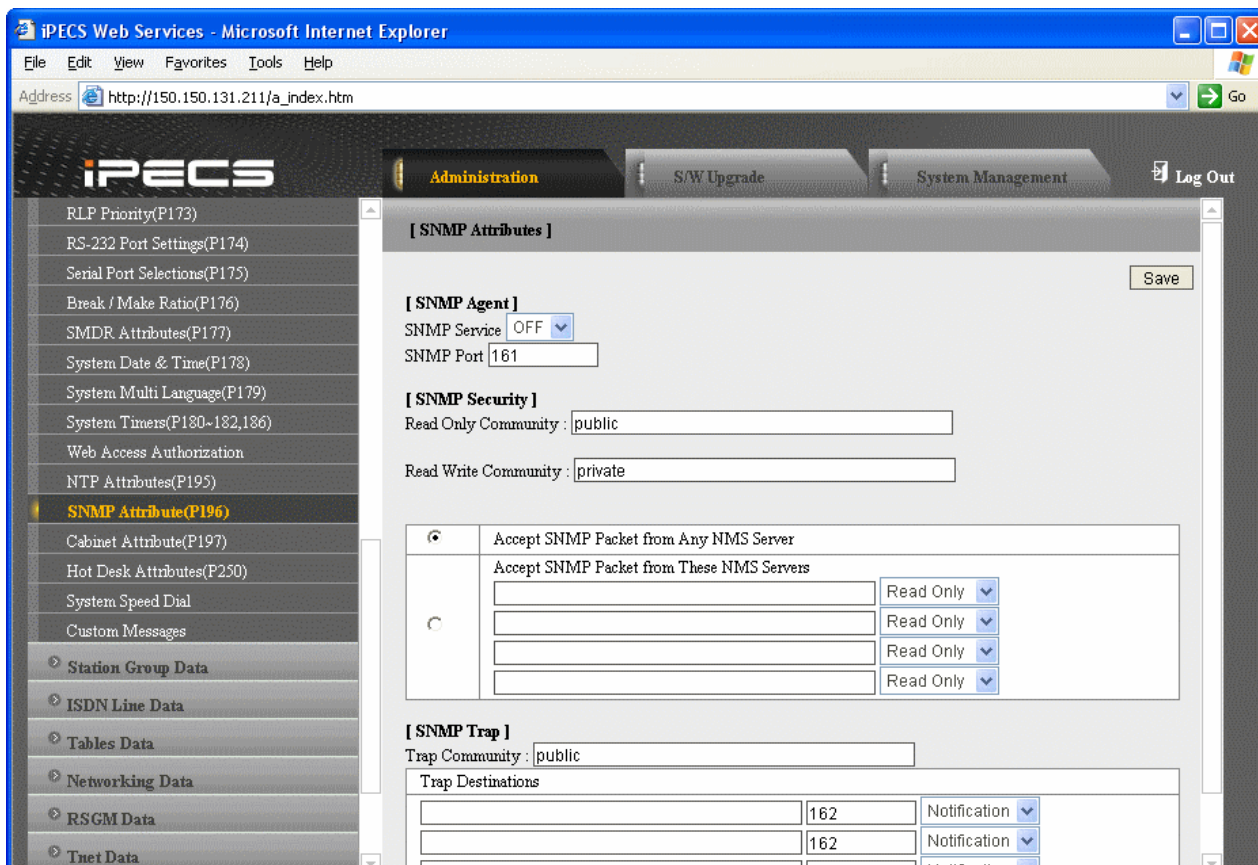 iPECS Web Services - Microsoft Internet Explorer
File Edit View Favorites Tools Help
Address http://150.150.131.211/a_index.htm Go
iPECS
Administration S/W Upgrade System Management Log Out
RLP Priority(P173)
RS-232 Port Settings(P174)
Serial Port Selections(P175)
Break / Make Ratio(P176)
SMDR Attributes(P177)
System Date & Time(P178)
System Multi Language(P179)
System Timers(P180~182,186)
Web Access Authorization
NTP Attributes(P195)
SNMP Attribute(P196)
Cabinet Attribute(P197)
Hot Desk Attributes(P250)
System Speed Dial
Custom Messages
Station Group Data
ISDN Line Data
Tables Data
Networking Data
RSGM Data
Tnet Data
[ SNMP Attributes ]
Save
[ SNMP Agent ]
SNMP Service OFF
SNMP Port 161
[ SNMP Security ]
Read Only Community : public
Read Write Community : private
Accept SNMP Packet from Any NMS Server
Accept SNMP Packet from These NMS Servers
Read Only
Read Only
Read Only
Read Only
[ SNMP Trap ]
Trap Community : public
Trap Destinations
162 Notification
162 Notification